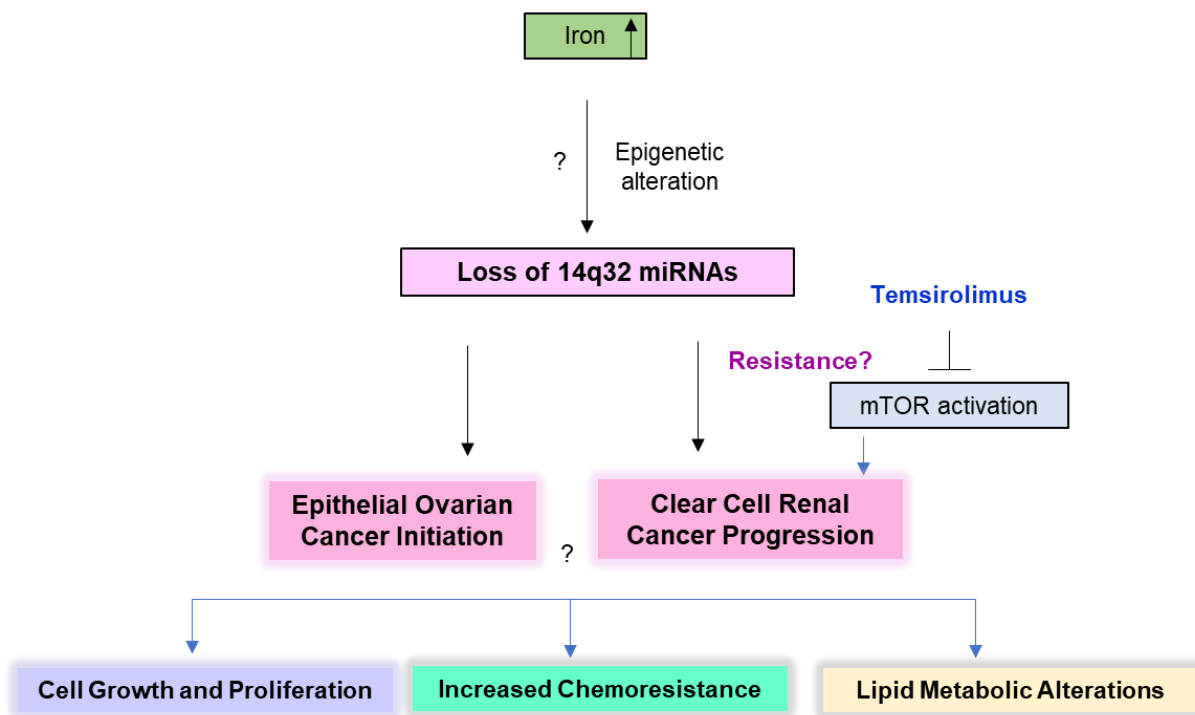 Iron
?
Epigenetic
alteration
Loss of 14q32 miRNAs
Temsirolimus
Resistance?
mTOR activation
Epithelial Ovarian
Cancer Initiation
Clear Cell Renal
Cancer Progression
?
Cell Growth and Proliferation
Increased Chemoresistance
Lipid Metabolic Alterations